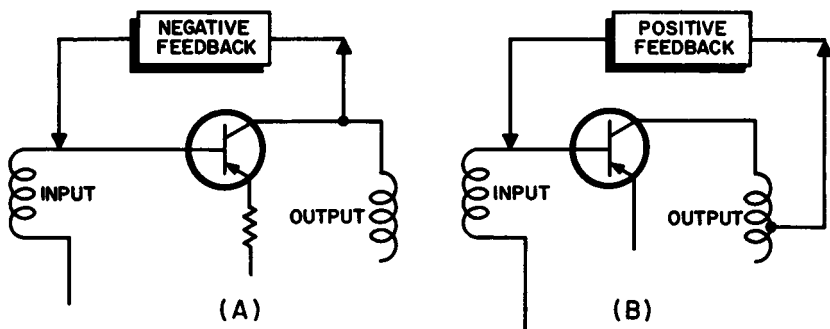 NEGATIVE
FEEDBACK
INPUT
OUTPUT
(A)
POSITIVE
FEEDBACK
INPUT
OUTPUT
(B)